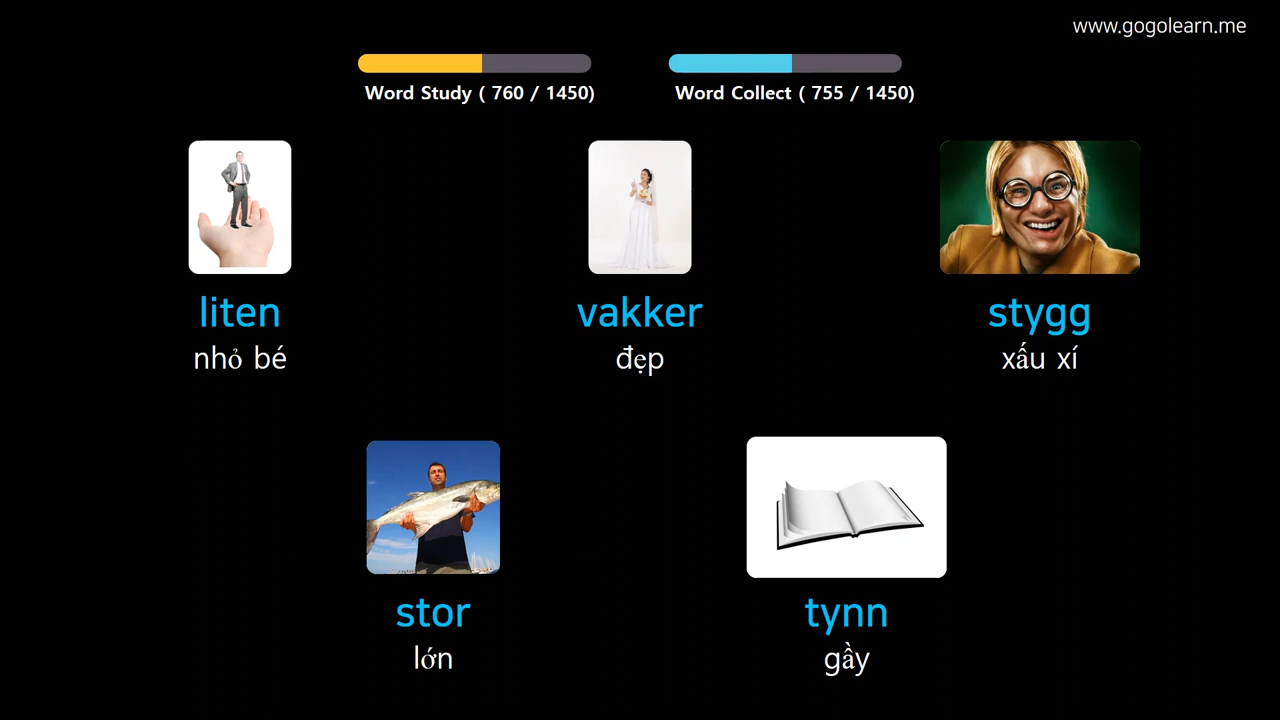 www.gogolearn.me
Word Study ( 760 / 1450)
Word Collect ( 755 / 1450)
liten
nhỏ bé
vakker
đẹp
stygg
xấu xí
stor
lớn
tynn
gầy